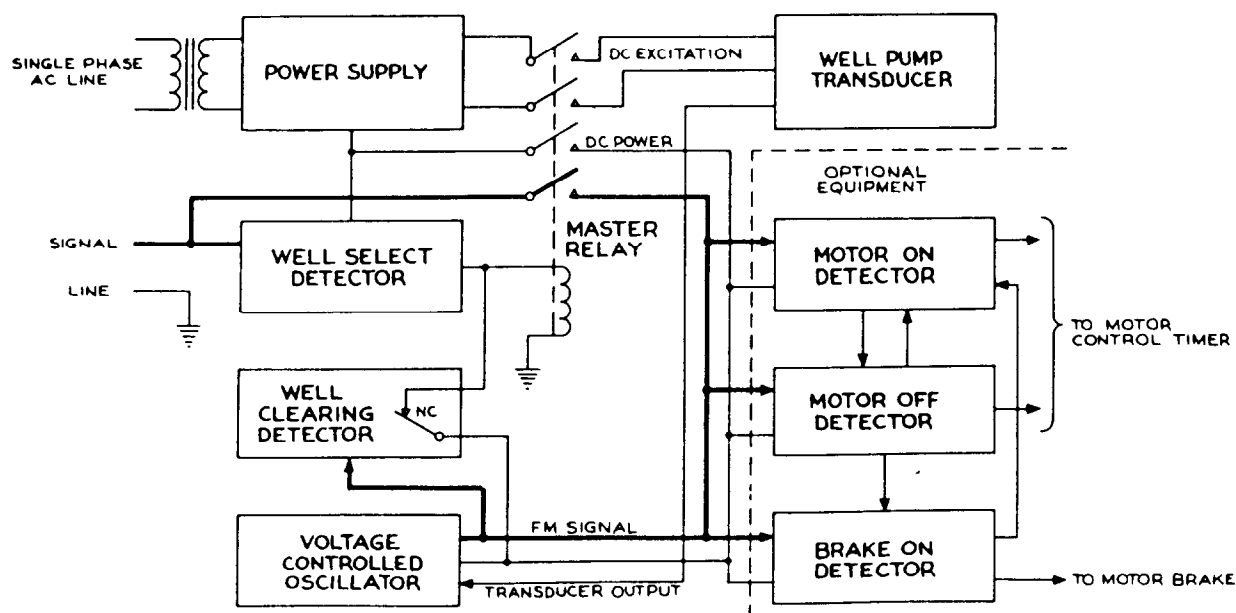 SINGLE PHASE
AC LINE
POWER SUPPLY
DC EXCITATION
WELL PUMP
TRANSDUCER
DC POWER
OPTIONAL
EQUIPMENT
SIGNAL
LINE
WELL SELECT
DETECTOR
MASTER
RELAY
MOTOR ON
DETECTOR
TO MOTOR
CONTROL TIMER
WELL
CLEARING
DETECTOR
NC
MOTOR OFF
DETECTOR
VOLTAGE
CONTROLLED
OSCILLATOR
FM SIGNAL
TRANSDUCER OUTPUT
BRAKE ON
DETECTOR
TO MOTOR BRAKE